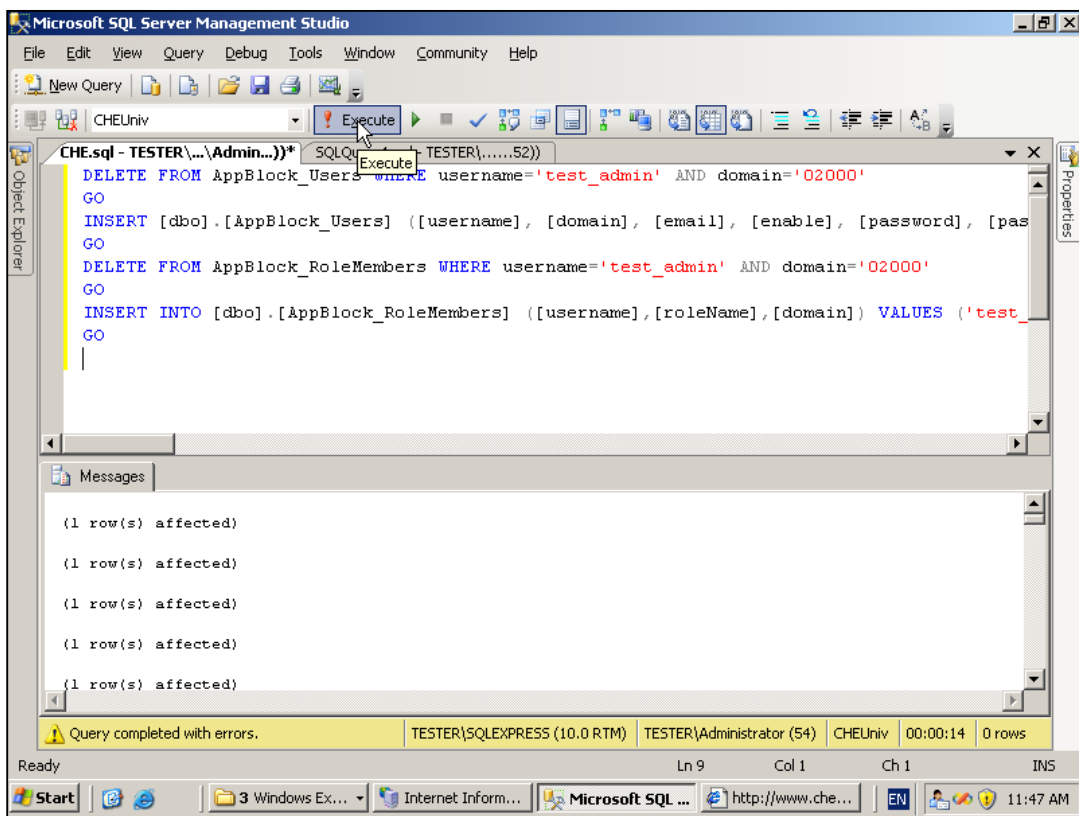 Microsoft SQL Server Management Studio
File Edit View Query Debug Tools Window Community Help
New Query
CHEUniv Execute
CHE.sql - TESTER\...\Admin...))* SQLQu - TESTER\......52))
Execute
DELETE FROM AppBlock_Users WHERE username='test_admin' AND domain='02000'
GO
INSERT [dbo].[AppBlock_Users] ([username], [domain], [email], [enable], [password], [pas
GO
DELETE FROM AppBlock_RoleMembers WHERE username='test_admin' AND domain='02000'
GO
INSERT INTO [dbo].[AppBlock_RoleMembers] ([username],[roleName],[domain]) VALUES ('test_
GO
Object Explorer
Properties
Messages
(1 row(s) affected)
(1 row(s) affected)
(1 row(s) affected)
(1 row(s) affected)
(1 row(s) affected)
Query completed with errors. TESTER\SQLEXPRESS (10.0 RTM) TESTER\Administrator (54) CHEUniv 00:00:14 0 rows
Ready Ln 9 Col 1 Ch 1 INS
Start 3 Windows Ex... Internet Inform... Microsoft SQL ... http://www.che... EN 11:47 AM